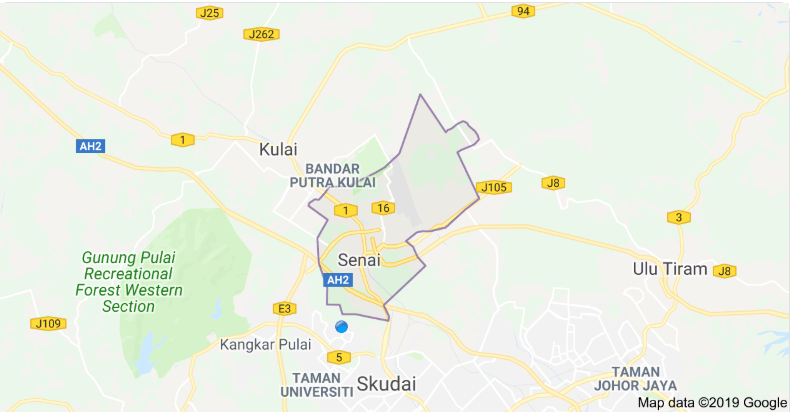 J25
94
J262
1
AH2
Kulai
BANDAR
PUTRA KULAI
J8
J105
16
1
3
Gunung Pulai
Recreational
Forest Western
Section
Senai
Ulu Tiram
J8
AH2
E3
J109
Kangkar Pulai
5
TAMAN
UNIVERSITI
Skudai
TAMAN
JOHOR JAYA
Map data ©2019 Google